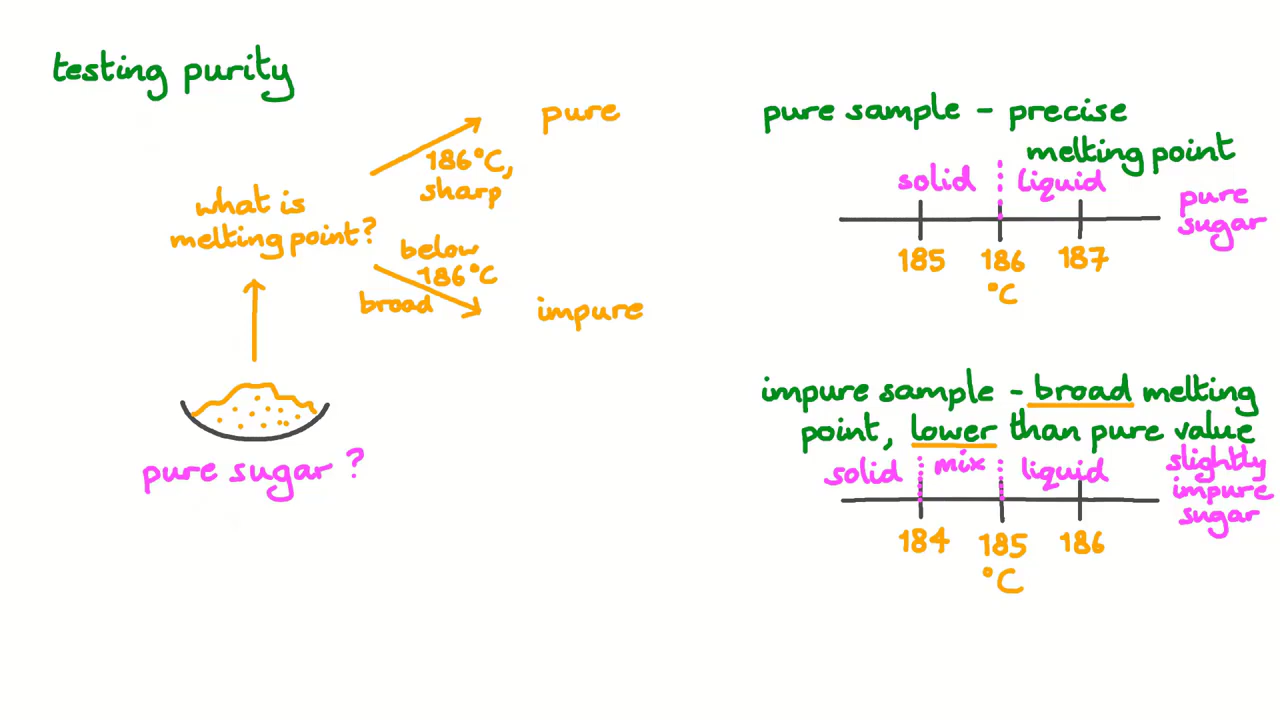 testing purity
what is
melting point?
186°C,
sharp
pure
below
186°C
broad
impure
pure sugar ?
pure sample - precise
melting point
solid liquid
pure
sugar
185 186 187
°C
impure sample - broad melting
point, lower than pure value
solid mix liquid
slightly
impure
sugar
184 185 186
°C